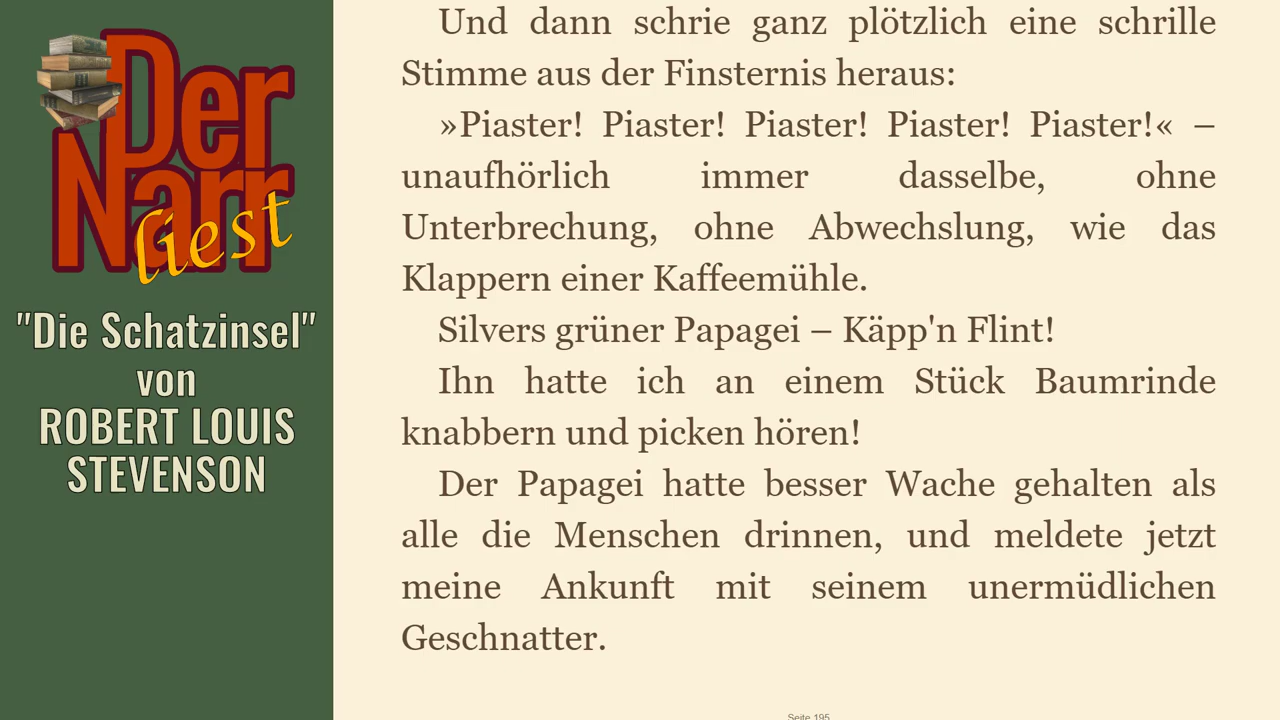 Der
Narr
liest
"Die Schatzinsel"
von
ROBERT LOUIS
STEVENSON
Und dann schrie ganz plötzlich eine schrille
Stimme aus der Finsternis heraus:
»Piaster! Piaster! Piaster! Piaster! Piaster!« –
unaufhörlich immer dasselbe, ohne
Unterbrechung, ohne Abwechslung, wie das
Klappern einer Kaffeemühle.
Silvers grüner Papagei – Käpp'n Flint!
Ihn hatte ich an einem Stück Baumrinde
knabbern und picken hören!
Der Papagei hatte besser Wache gehalten als
alle die Menschen drinnen, und meldete jetzt
meine Ankunft mit seinem unermüdlichen
Geschnatter.
Seite 195